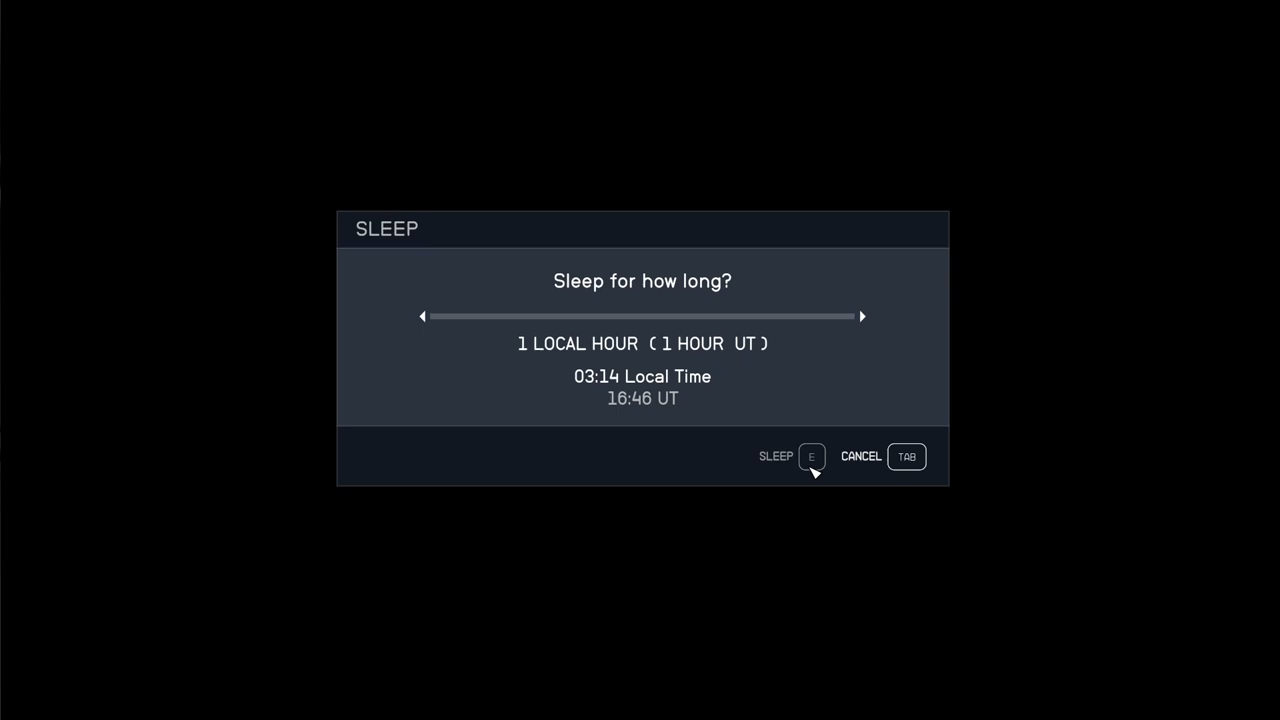 SLEEP
Sleep for how long?
1 LOCAL HOUR ( 1 HOUR UT )
03:14 Local Time
16:46 UT
SLEEP E CANCEL TAB